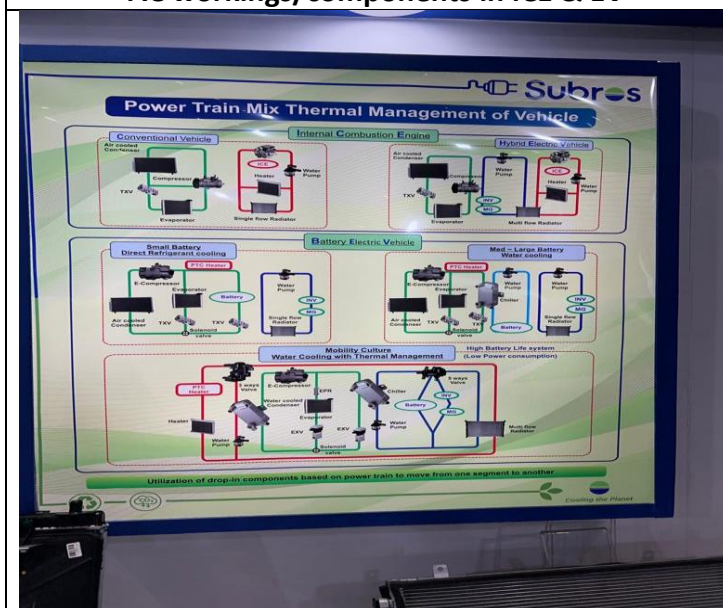 Subros
Power Train Mix Thermal Management of Vehicle
Internal Combustion Engine
Conventional Vehicle
Air cooled
Condenser
Compressor
TXV
Evaporator
ICE
Heater
Water
Pump
Single flow Radiator
Hybrid Electric Vehicle
Air cooled
Condenser
Compressor
TXV
Evaporator
Water
Pump
INV
MG
ICE
Heater
Water
Pump
Multi flow Radiator
Battery Electric Vehicle
Small Battery
Direct Refrigerant cooling
PTC Heater
E-Compressor
Evaporator
Battery
Air cooled
Condenser
TXV
TXV
Solenoid
valve
Water
Pump
INV
MG
Single flow
Radiator
Med – Large Battery
Water cooling
PTC Heater
E-Compressor
Evaporator
Chiller
Air cooled
Condenser
TXV
TXV
Solenoid
valve
Water
Pump
Battery
Water
Pump
INV
MG
Single flow
Radiator
Mobility Culture
Water Cooling with Thermal Management
High Battery Life system
(Low Power consumption)
PTC
Heater
3 ways
Valve
Heater
Water
Pump
E-Compressor
Water cooled
Condenser
EPR
Evaporator
EXV
EXV
Solenoid
valve
Chiller
Water
Pump
Battery
3 ways
Valve
INV
MG
Multi flow
Radiator
Utilization of drop-in components based on power train to move from one segment to another
Cooling the Planet